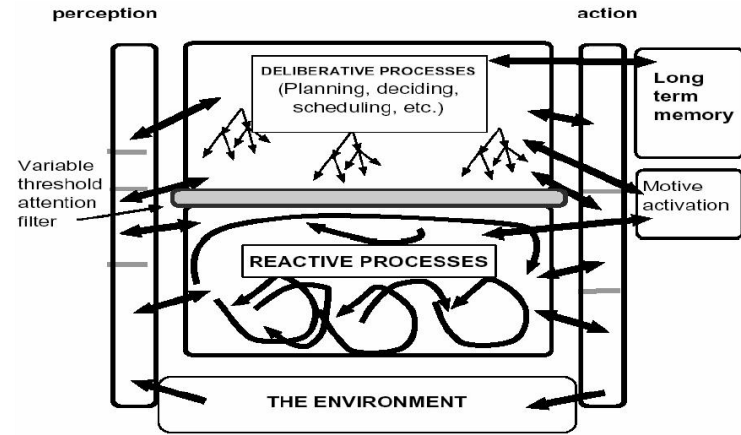 perception
action
DELIBERATIVE PROCESSES
(Planning, deciding,
scheduling, etc.)
Long
term
memory
Variable
threshold
attention
filter
Motive
activation
REACTIVE PROCESSES
THE ENVIRONMENT